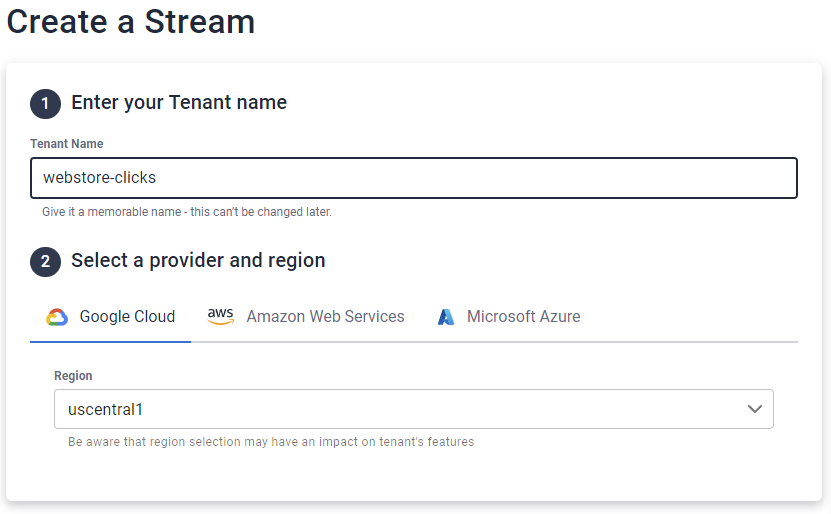 Create a Stream
1 Enter your Tenant name
Tenant Name
webstore-clicks
Give it a memorable name - this can't be changed later.
2 Select a provider and region
Google Cloud aws Amazon Web Services Microsoft Azure
Region
uscentral1
Be aware that region selection may have an impact on tenant's features